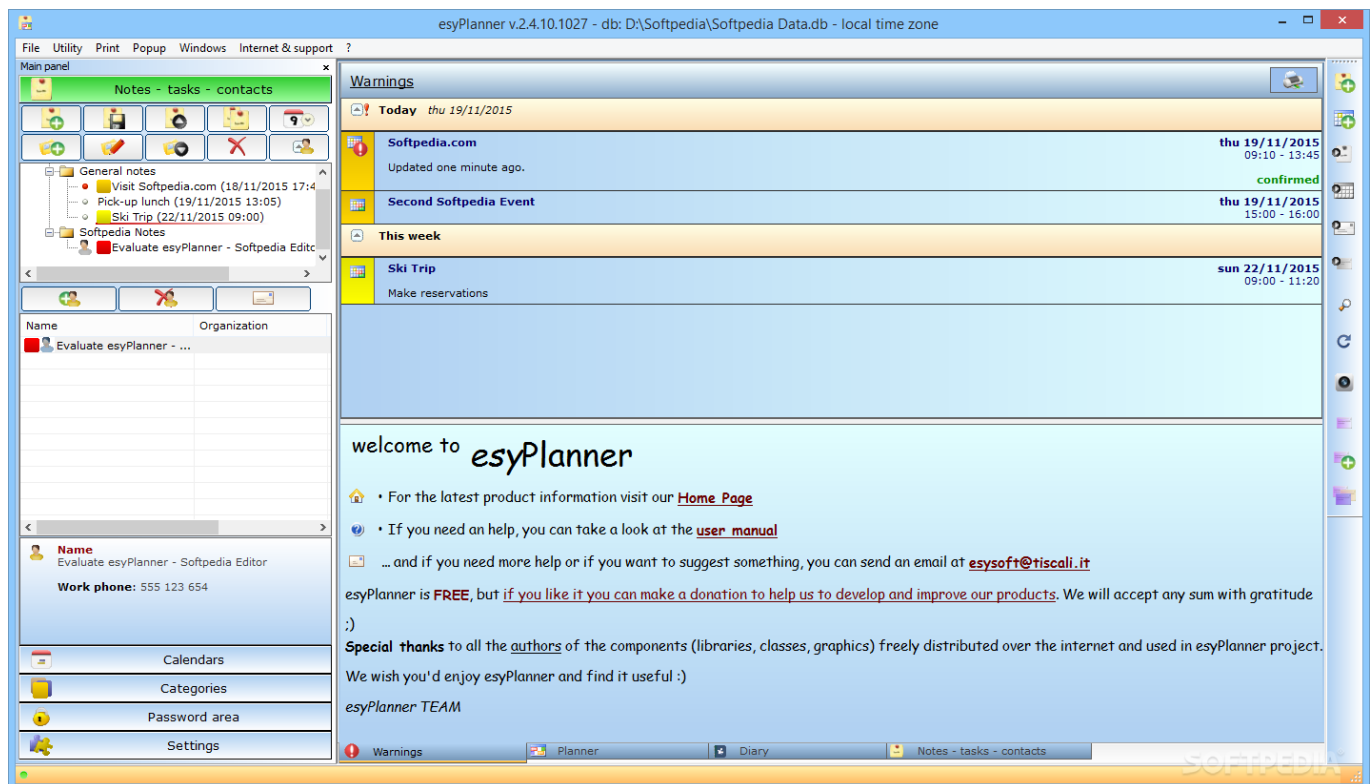 esyPlanner v.2.4.10.1027 - db: D:\Softpedia\Softpedia Data.db - local time zone
File Utility Print Popup Windows Internet & support ?
Main panel
Notes - tasks - contacts
General notes
Visit Softpedia.com (18/11/2015 17:4
Pick-up lunch (19/11/2015 13:05)
Ski Trip (22/11/2015 09:00)
Softpedia Notes
Evaluate esyPlanner - Softpedia Editc
Name Organization
Evaluate esyPlanner - ...
Name
Evaluate esyPlanner - Softpedia Editor
Work phone: 555 123 654
Calendars
Categories
Password area
Settings
Warnings
Today thu 19/11/2015
Softpedia.com thu 19/11/2015
09:10 - 13:45
Updated one minute ago.
confirmed
Second Softpedia Event thu 19/11/2015
15:00 - 16:00
This week
Ski Trip sun 22/11/2015
09:00 - 11:20
Make reservations
welcome to esyPlanner
• For the latest product information visit our Home Page
• If you need an help, you can take a look at the user manual
... and if you need more help or if you want to suggest something, you can send an email at esysoft@tiscali.it
esyPlanner is FREE, but if you like it you can make a donation to help us to develop and improve our products. We will accept any sum with gratitude
;)
Special thanks to all the authors of the components (libraries, classes, graphics) freely distributed over the internet and used in esyPlanner project.
We wish you'd enjoy esyPlanner and find it useful :)
esyPlanner TEAM
Warnings Planner Diary Notes - tasks - contacts
SOFTPEDIA